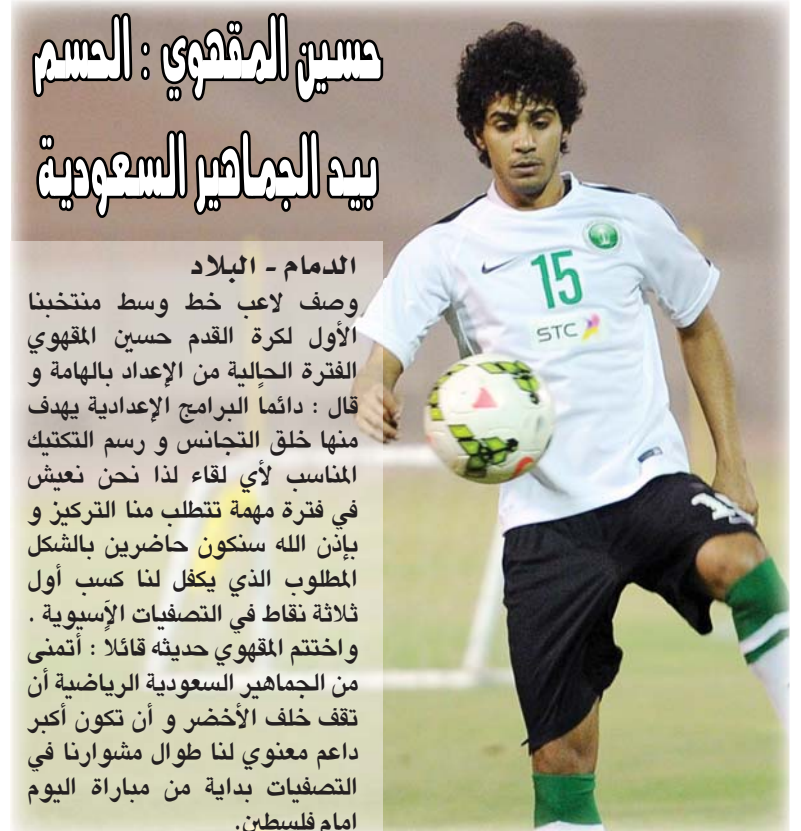 حسين المقهوي : الحسم
بيد الجماهير السعودية
الدمام - البلاد
وصف لاعب خط وسط منتخبنا
الأول لكرة القدم حسين المقهوي
الفترة الحالية من الإعداد بالهامة و
قال : دائماً البرامج الإعدادية يهدف
منها خلق التجانس و رسم التكتيك
المناسب لأي لقاء لذا نحن نعيش
في فترة مهمة تتطلب منا التركيز و
بإذن الله سنكون حاضرين بالشكل
المطلوب الذي يكفل لنا كسب أول
ثلاثة نقاط في التصفيات الآسيوية .
واختتم المقهوي حديثه قائلاً : أتمنى
من الجماهير السعودية الرياضية أن
تقف خلف الأخضر و أن تكون أكبر
داعم معنوي لنا طوال مشوارنا في
التصفيات بداية من مباراة اليوم
امام فلسطين.
15
STC